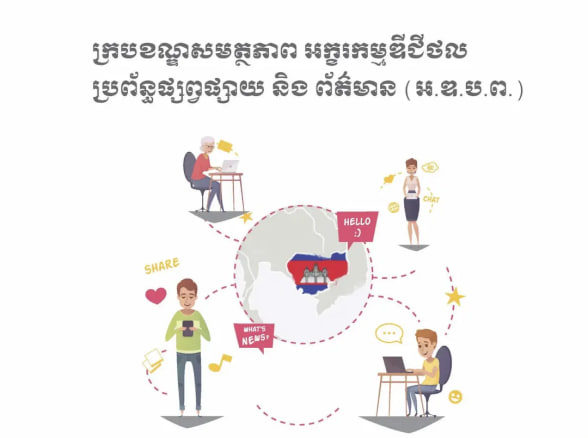 ក្របខណ្ឌសមត្ថភាព អក្ខរកម្មឌីជីថល
ប្រព័ន្ធផ្សព្វផ្សាយ និង ព័ត៌មាន (អ.ឌ.ប.ព.)
HELLO
:)
CHAT
SHARE
WHAT'S
NEWS?